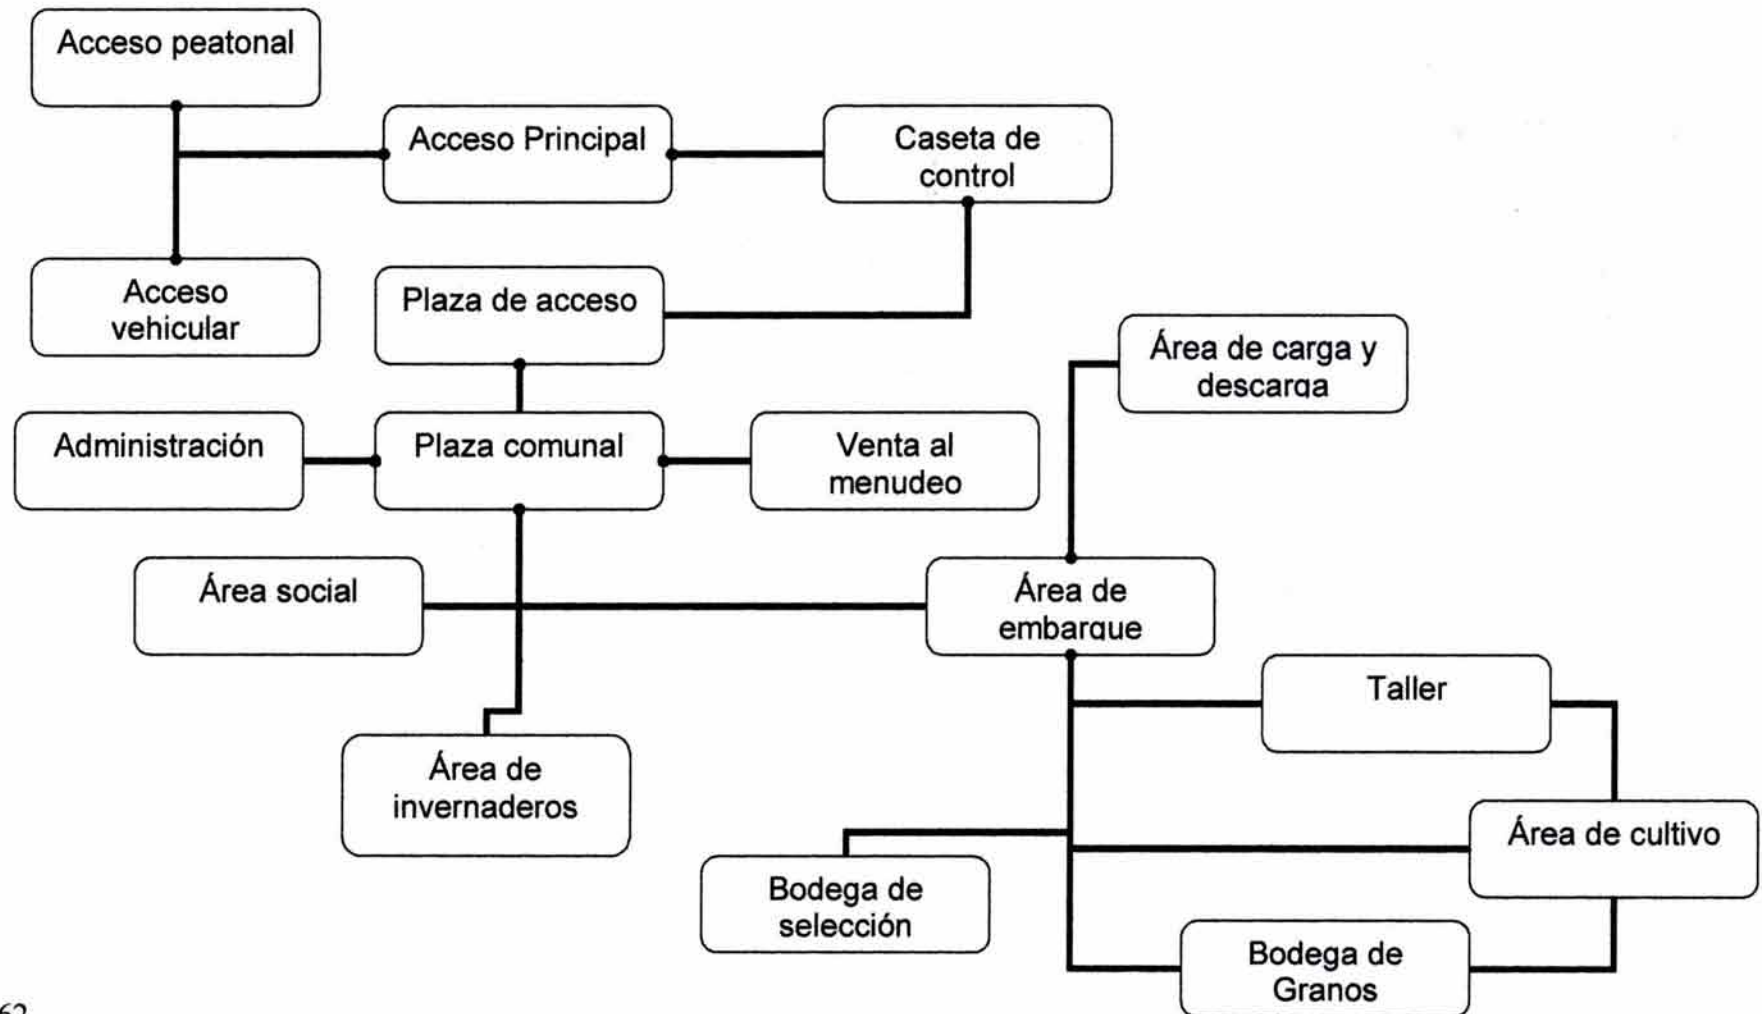 Acceso peatonal
Acceso Principal
Caseta de
control
Acceso
vehicular
Plaza de acceso
Área de carga y
descarga
Administración
Plaza comunal
Venta al
menudeo
Área social
Área de
embarque
Taller
Área de
invernaderos
Área de cultivo
Bodega de
selección
Bodega de
Granos
62